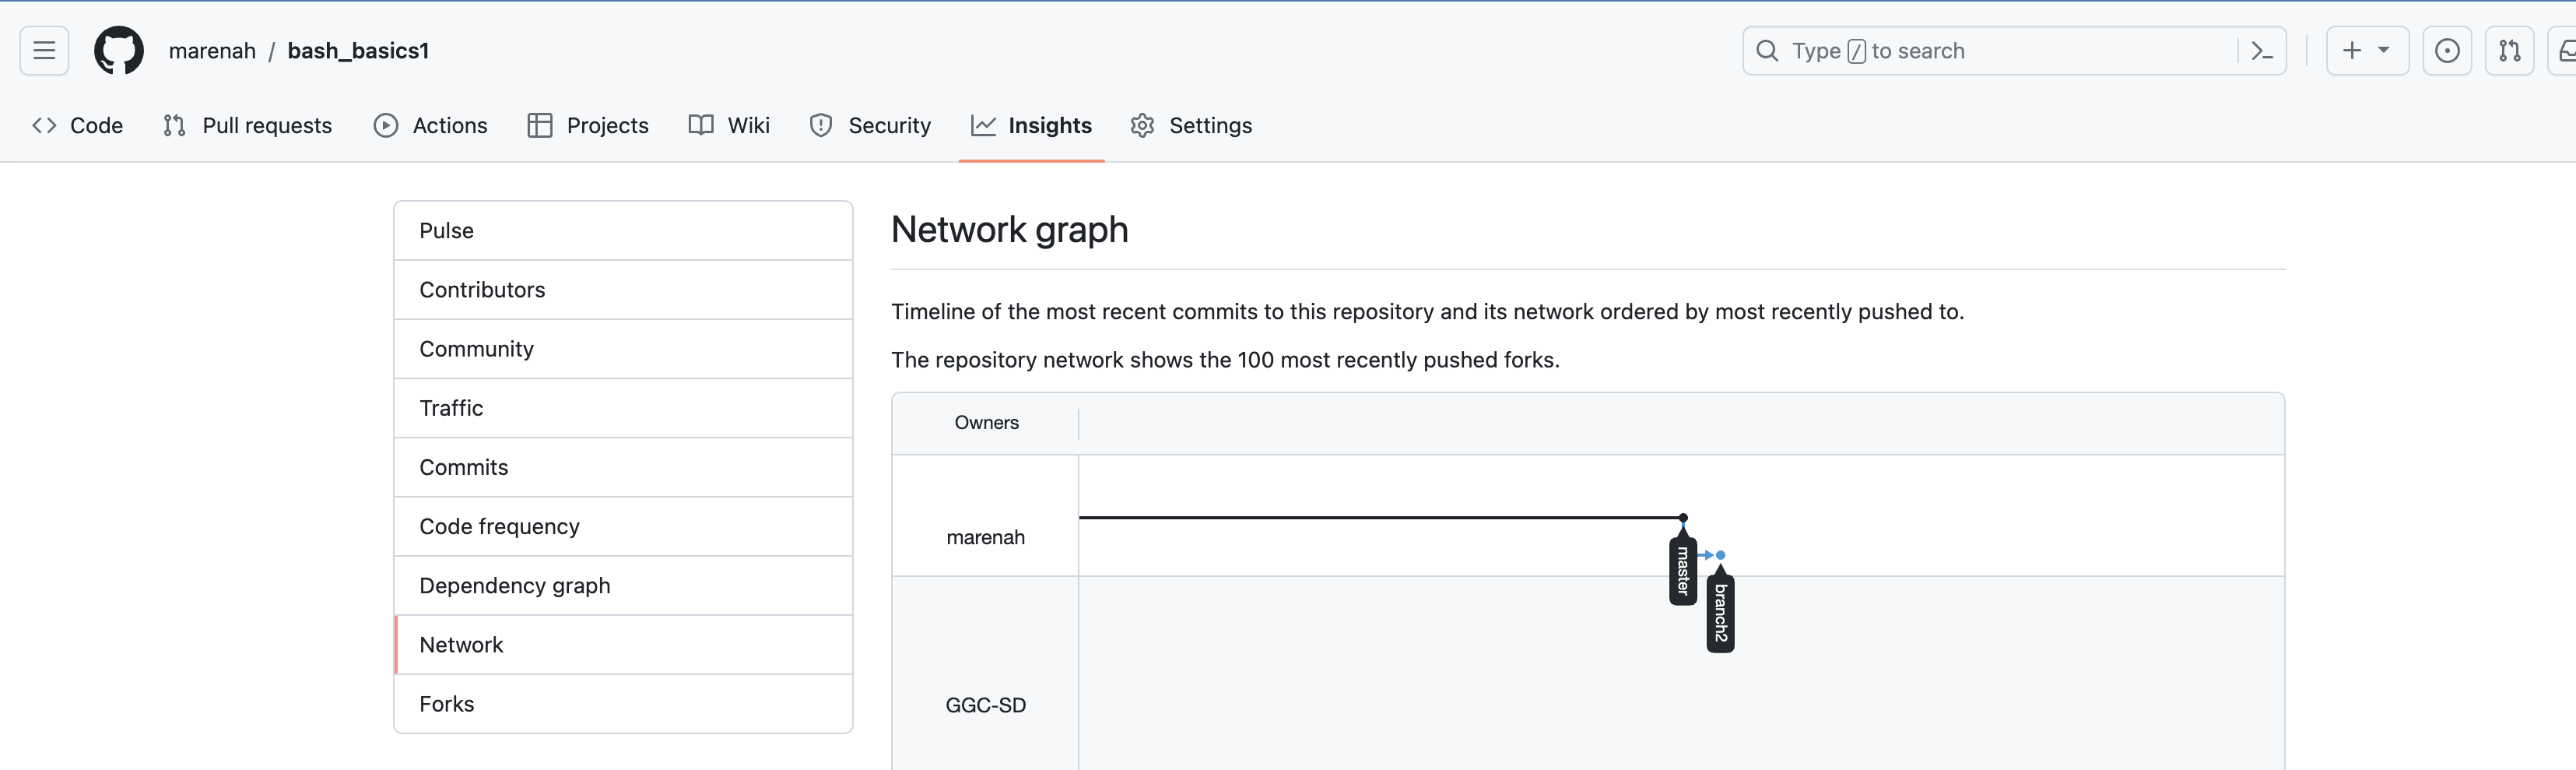 marenah / bash_basics1
Type / to search
Code Pull requests Actions Projects Wiki Security Insights Settings
Pulse
Contributors
Community
Traffic
Commits
Code frequency
Dependency graph
Network
Forks
Network graph
Timeline of the most recent commits to this repository and its network ordered by most recently pushed to.
The repository network shows the 100 most recently pushed forks.
Owners
marenah
master
branch2
GGC-SD